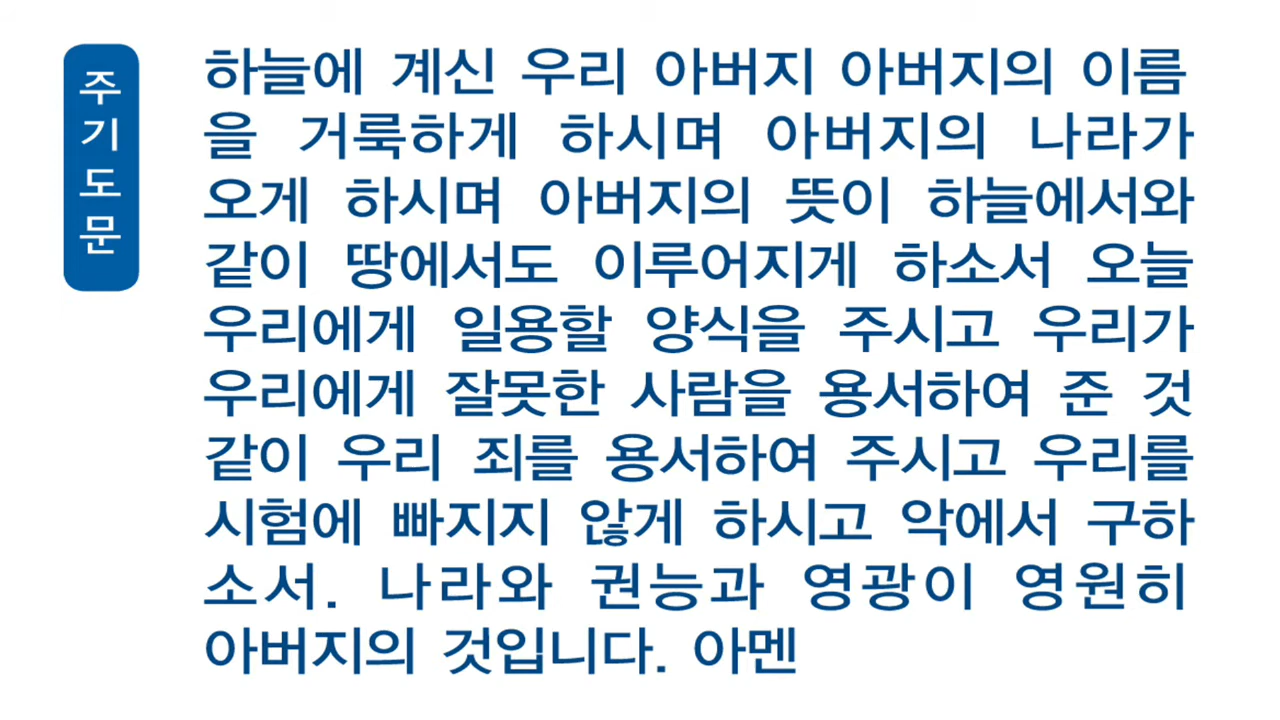 주기도문
하늘에 계신 우리 아버지 아버지의 이름
을 거룩하게 하시며 아버지의 나라가
오게 하시며 아버지의 뜻이 하늘에서와
같이 땅에서도 이루어지게 하소서 오늘
우리에게 일용할 양식을 주시고 우리가
우리에게 잘못한 사람을 용서하여 준 것
같이 우리 죄를 용서하여 주시고 우리를
시험에 빠지지 않게 하시고 악에서 구하
소서. 나라와 권능과 영광이 영원히
아버지의 것입니다. 아멘